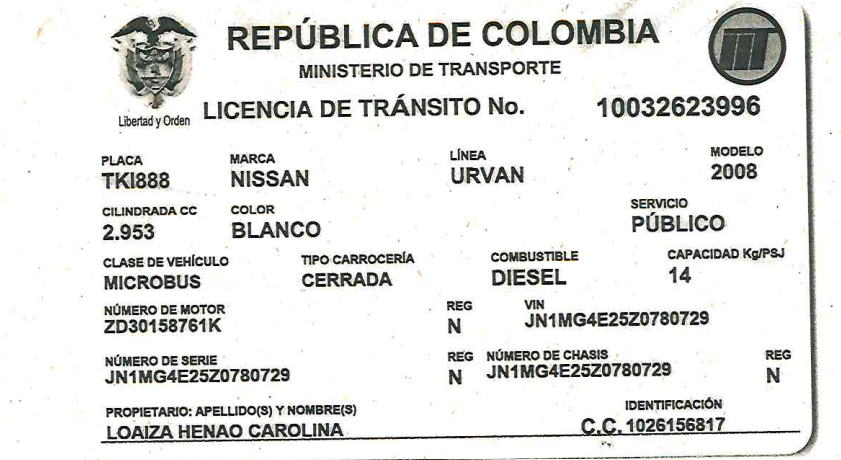 REPÚBLICA DE COLOMBIA
MINISTERIO DE TRANSPORTE
Libertad y Orden
LICENCIA DE TRÁNSITO No. 10032623996
PLACA MARCA LÍNEA MODELO
TKI888 NISSAN URVAN 2008
CILINDRADA CC COLOR SERVICIO
2.953 BLANCO PÚBLICO
CLASE DE VEHÍCULO TIPO CARROCERÍA COMBUSTIBLE CAPACIDAD Kg/PSJ
MICROBUS CERRADA DIESEL 14
NÚMERO DE MOTOR REG VIN
ZD30158761K N JN1MG4E25Z0780729
NÚMERO DE SERIE REG NÚMERO DE CHASIS REG
JN1MG4E25Z0780729 N JN1MG4E25Z0780729 N
PROPIETARIO: APELLIDO(S) Y NOMBRE(S) IDENTIFICACIÓN
LOAIZA HENAO CAROLINA C.C. 1026156817